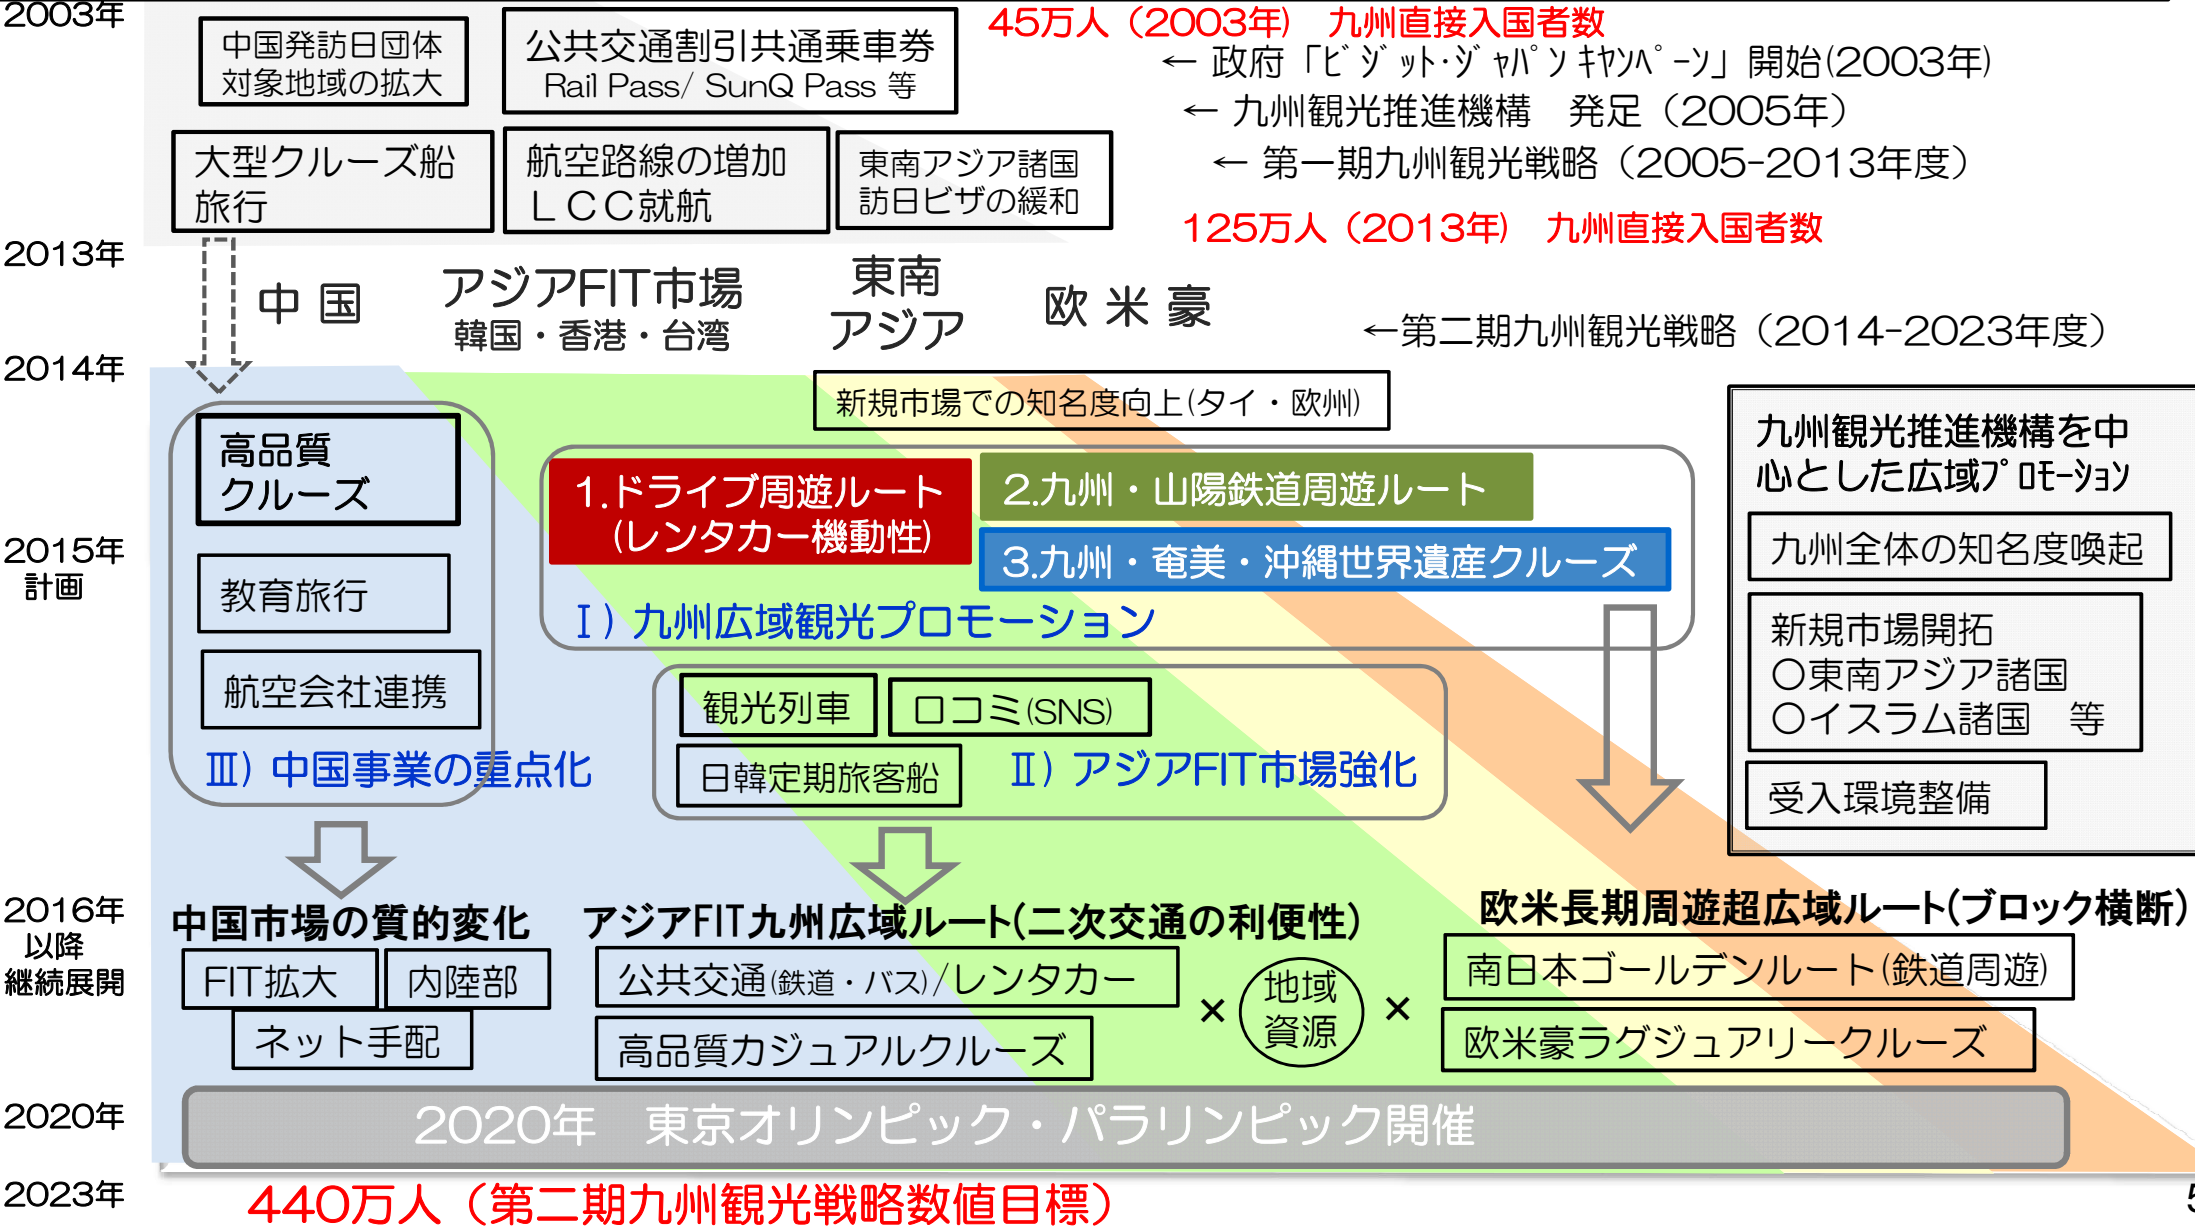 2003年
中国発訪日団体
対象地域の拡大
公共交通割引共通乗車券
Rail Pass/ SunQ Pass 等
45万人（2003年） 九州直接入国者数
← 政府「ﾋﾞｼﾞｯﾄ･ｼﾞｬﾊﾟﾝ ｷｬﾝﾍﾟｰﾝ」開始(2003年)
← 九州観光推進機構　発足（2005年）
← 第一期九州観光戦略（2005-2013年度）
大型クルーズ船
旅行
航空路線の増加
ＬＣＣ就航
東南アジア諸国
訪日ビザの緩和
125万人（2013年） 九州直接入国者数
2013年
中 国
アジアFIT市場
韓国・香港・台湾
東南
アジア
欧 米 豪
←第二期九州観光戦略（2014-2023年度）
2014年
新規市場での知名度向上(タイ・欧州)
高品質
クルーズ
教育旅行
航空会社連携
Ⅲ）中国事業の重点化
1.ドライブ周遊ルート
(レンタカー機動性)
2.九州・山陽鉄道周遊ルート
3.九州・奄美・沖縄世界遺産クルーズ
Ⅰ）九州広域観光プロモーション
2015年
計画
観光列車
口コミ(SNS)
日韓定期旅客船
Ⅱ）アジアFIT市場強化
九州観光推進機構を中
心とした広域ﾌﾟﾛﾓｰｼｮﾝ
九州全体の知名度喚起
新規市場開拓
〇東南アジア諸国
〇イスラム諸国　等
受入環境整備
2016年
以降
継続展開
中国市場の質的変化
FIT拡大
内陸部
ネット手配
アジアFIT九州広域ルート(二次交通の利便性)
公共交通(鉄道・バス)/レンタカー
高品質カジュアルクルーズ
×
地域
資源
×
欧米長期周遊超広域ルート(ブロック横断)
南日本ゴールデンルート(鉄道周遊)
欧米豪ラグジュアリークルーズ
2020年
2020年　東京オリンピック・パラリンピック開催
2023年
440万人（第二期九州観光戦略数値目標）
5